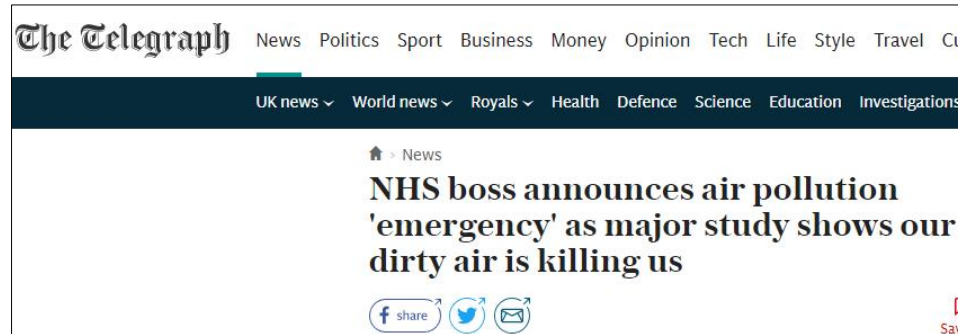 The Telegraph News Politics Sport Business Money Opinion Tech Life Style Travel
UK news World news Royals Health Defence Science Education Investigations
News
NHS boss announces air pollution
'emergency' as major study shows our
dirty air is killing us
f share